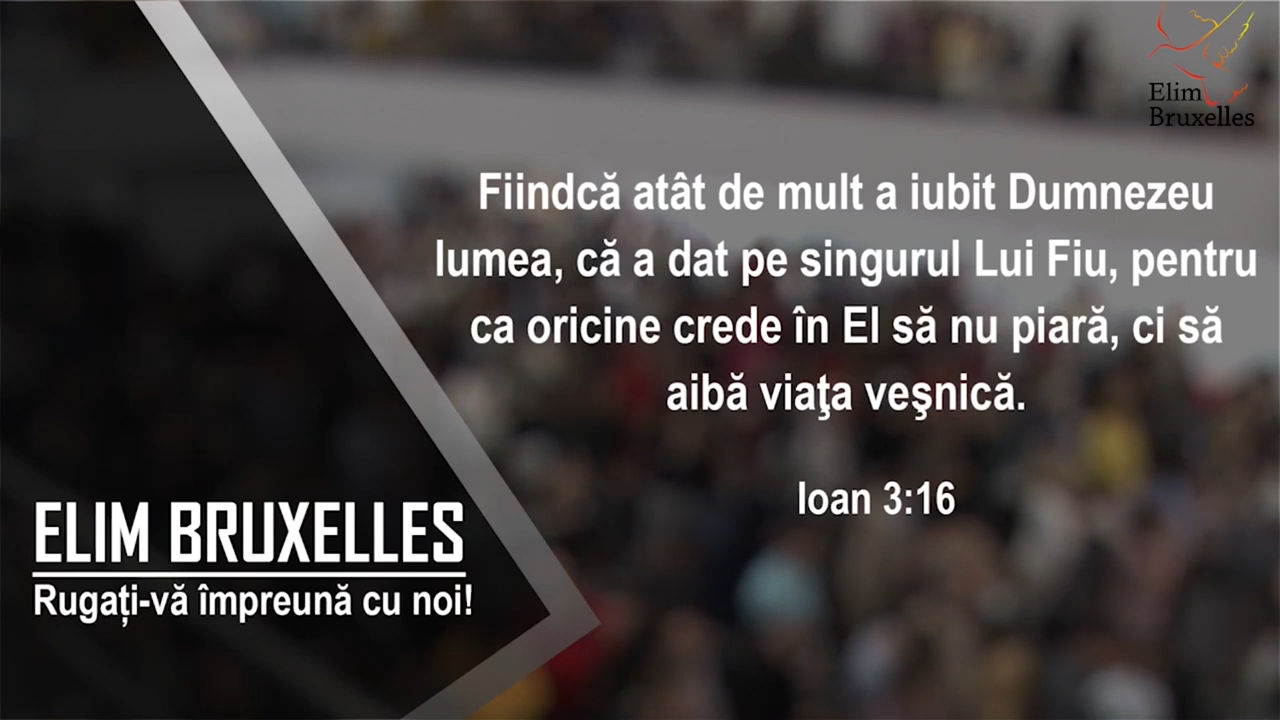 Elim
Bruxelles
Fiindcă atât de mult a iubit Dumnezeu
lumea, că a dat pe singurul Lui Fiu, pentru
ca oricine crede în El să nu piară, ci să
aibă viaţa veşnică.
Ioan 3:16
ELIM BRUXELLES
Rugați-vă împreună cu noi!